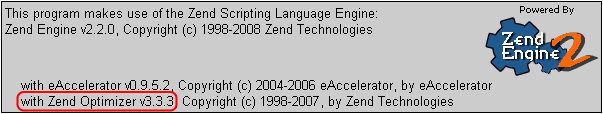 This program makes use of the Zend Scripting Language Engine:
Zend Engine v2.2.0, Copyright (c) 1998-2008 Zend Technologies
Powered By
Zend
Engine 2
with eAccelerator v0.9.5.2, Copyright (c) 2004-2006 eAccelerator, by eAccelerator
with Zend Optimizer v3.3.3, Copyright (c) 1998-2007, by Zend Technologies